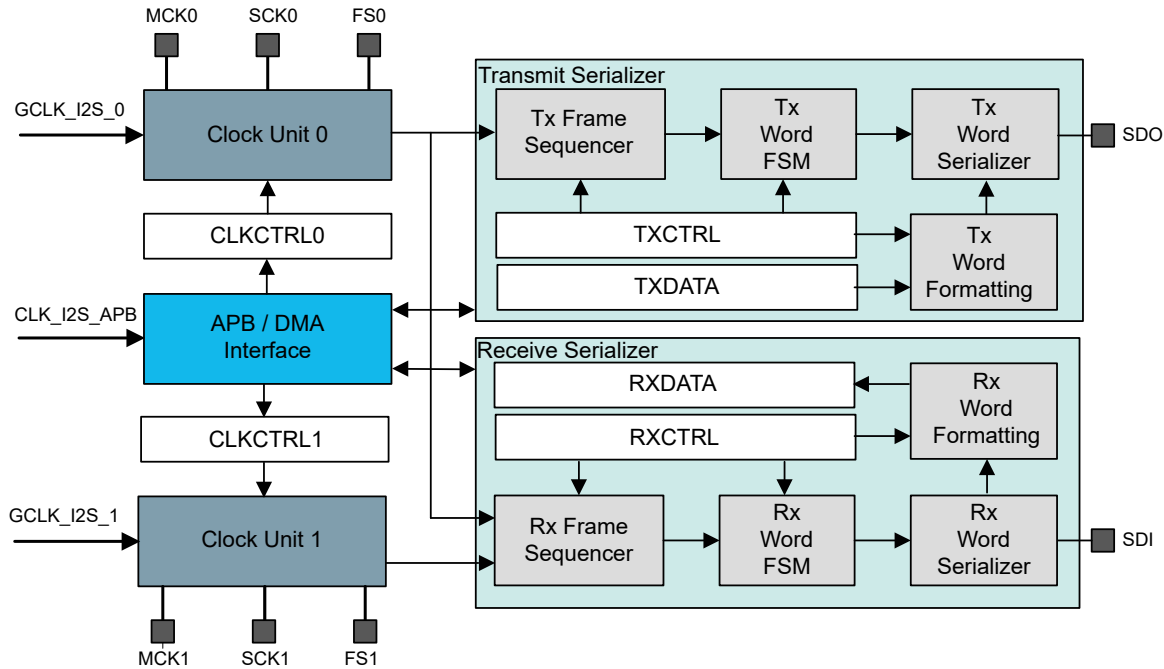 MCK0
SCK0
FS0
GCLK_I2S_0
Clock Unit 0
CLKCTRL0
CLK_I2S_APB
APB / DMA
Interface
CLKCTRL1
GCLK_I2S_1
Clock Unit 1
MCK1
SCK1
FS1
Transmit Serializer
Tx Frame
Sequencer
Tx
Word
FSM
Tx
Word
Serializer
SDO
TXCTRL
TXDATA
Tx
Word
Formatting
Receive Serializer
RXDATA
RXCTRL
Rx
Word
Formatting
Rx Frame
Sequencer
Rx
Word
FSM
Rx
Word
Serializer
SDI